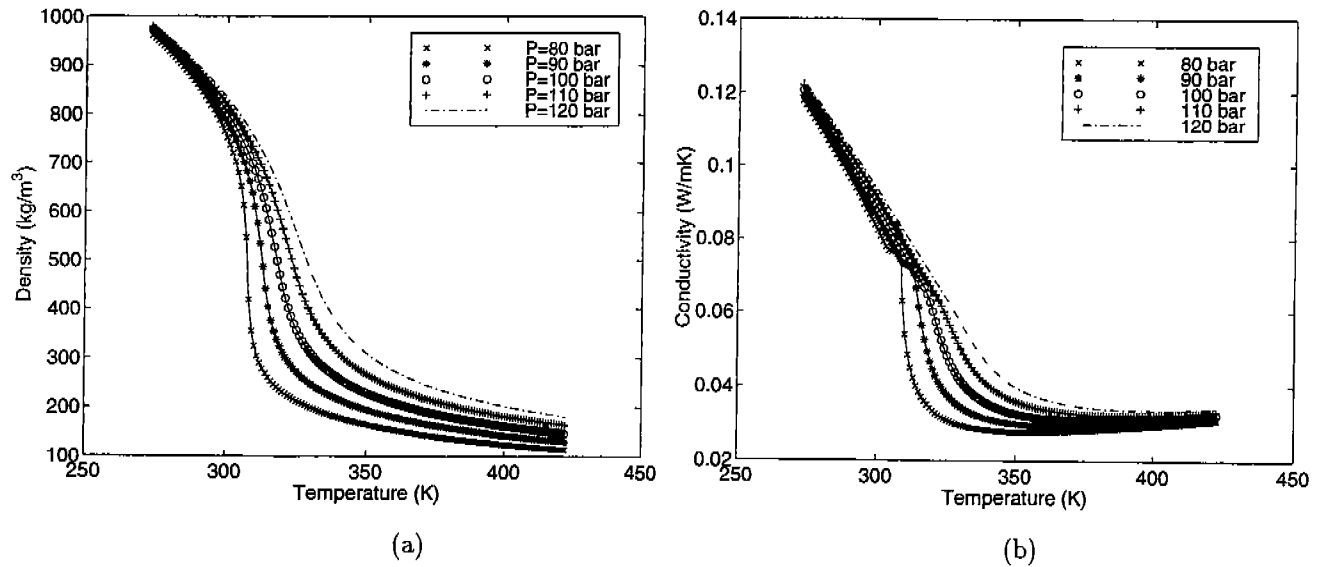 1000
900
800
700
600
500
400
300
200
100
Density (kg/m³)
250
300
350
400
450
Temperature (K)
P=80 bar
P=90 bar
P=100 bar
P=110 bar
P=120 bar
(a)
0.14
0.12
0.1
0.08
0.06
0.04
0.02
Conductivity (W/mK)
250
300
350
400
450
Temperature (K)
80 bar
90 bar
100 bar
110 bar
120 bar
(b)